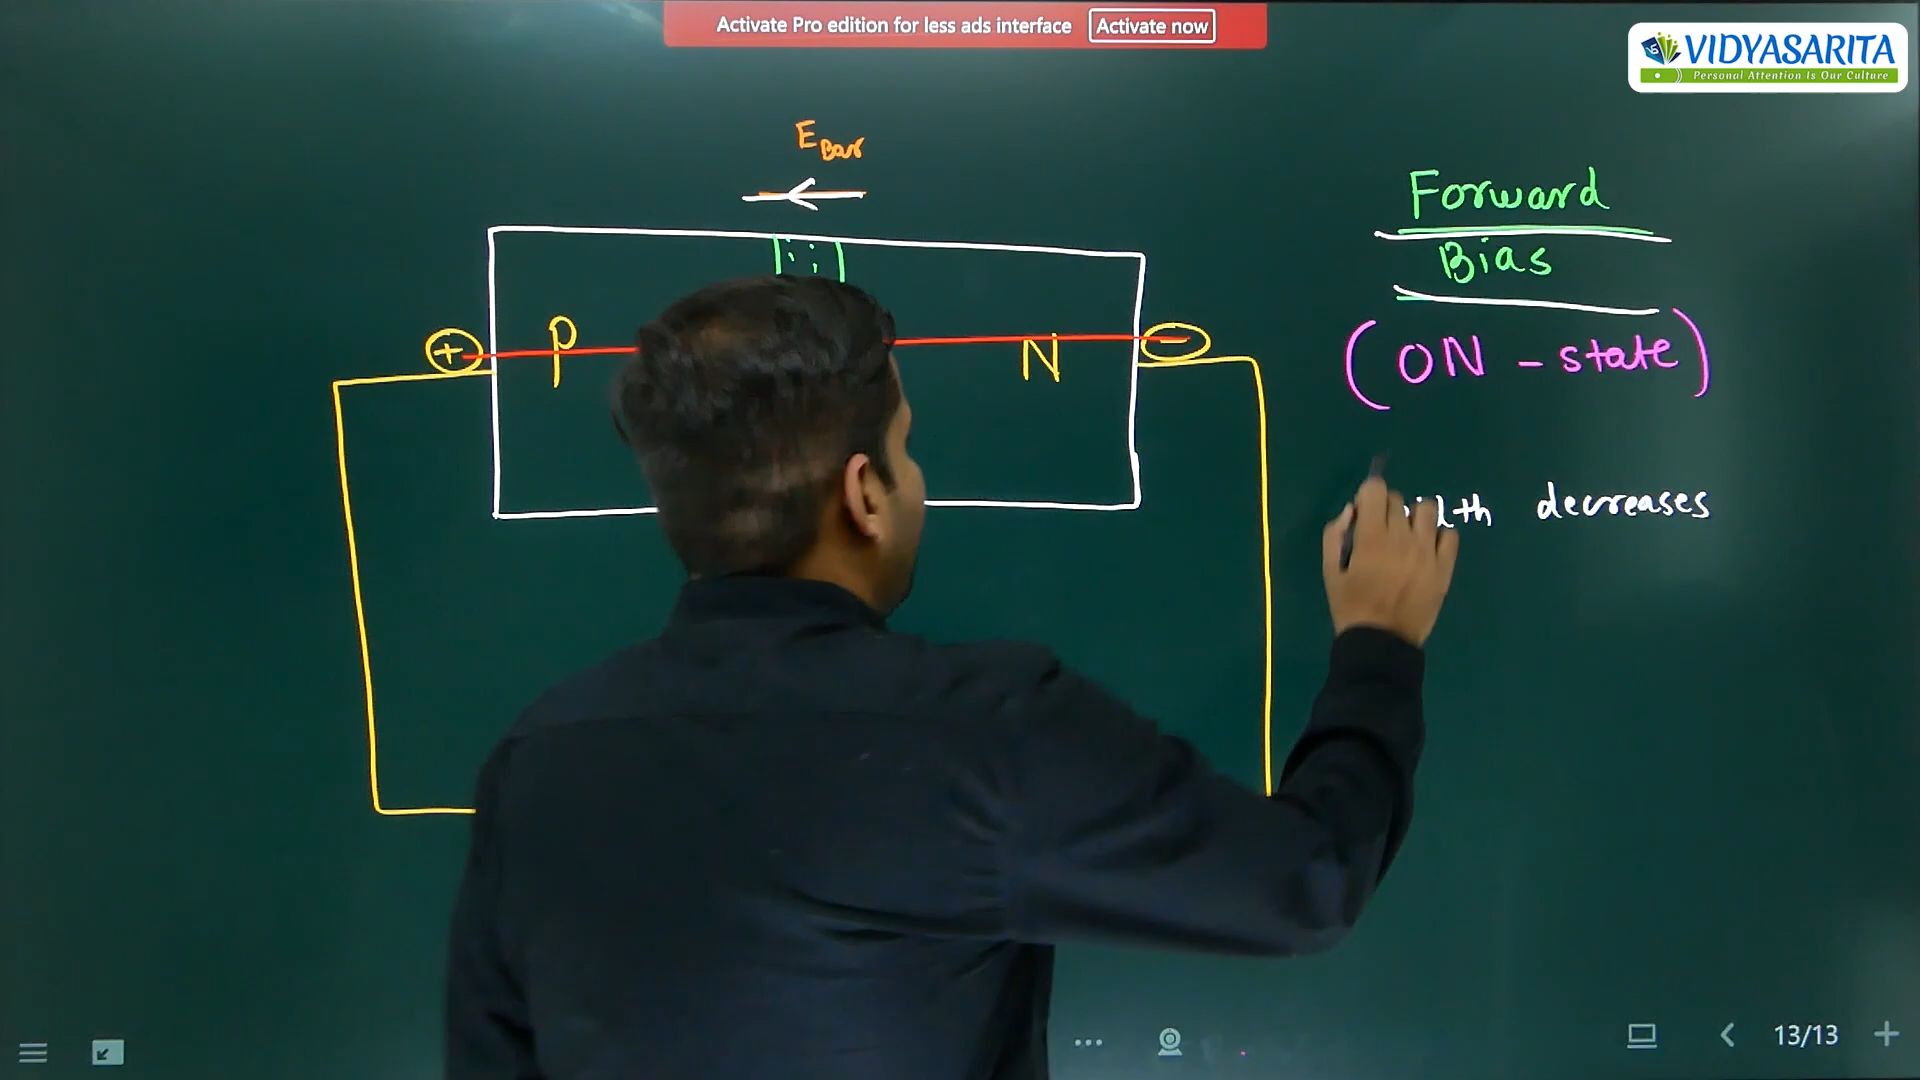 Activate Pro edition for less ads interface Activate now
VIDYASARITA
Personal Attention Is Our Culture
E Bar
Forward
Bias
(ON - state)
+ P N -
decreases
13/13